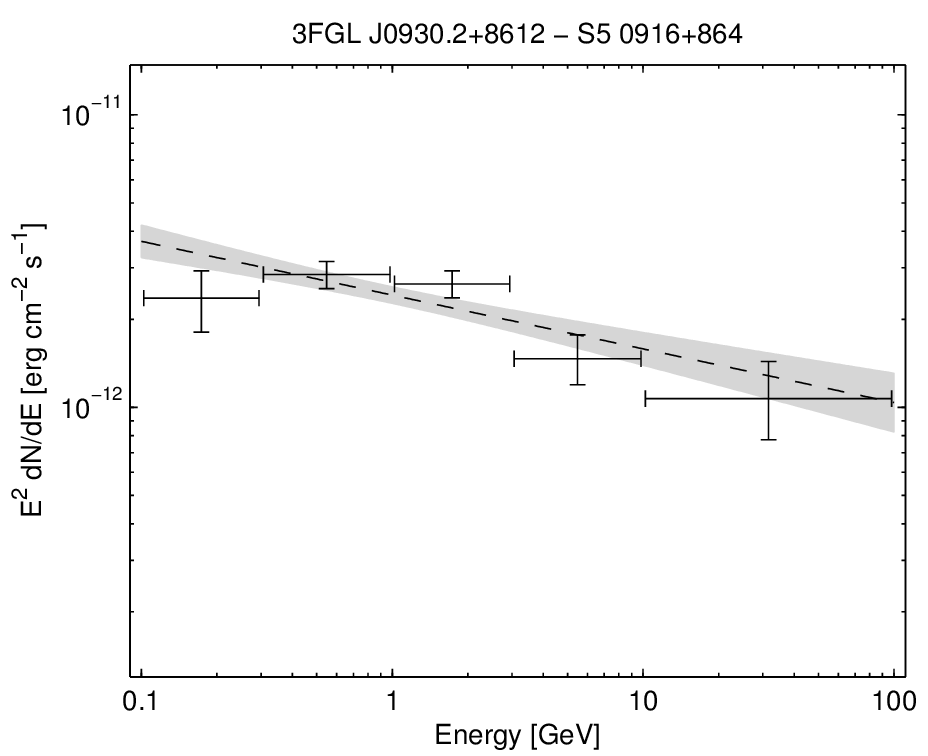 3FGL J0930.2+8612 − S5 0916+864
10⁻¹¹
10⁻¹²
E² dN/dE [erg cm⁻² s⁻¹]
0.1 1 10 100
Energy [GeV]